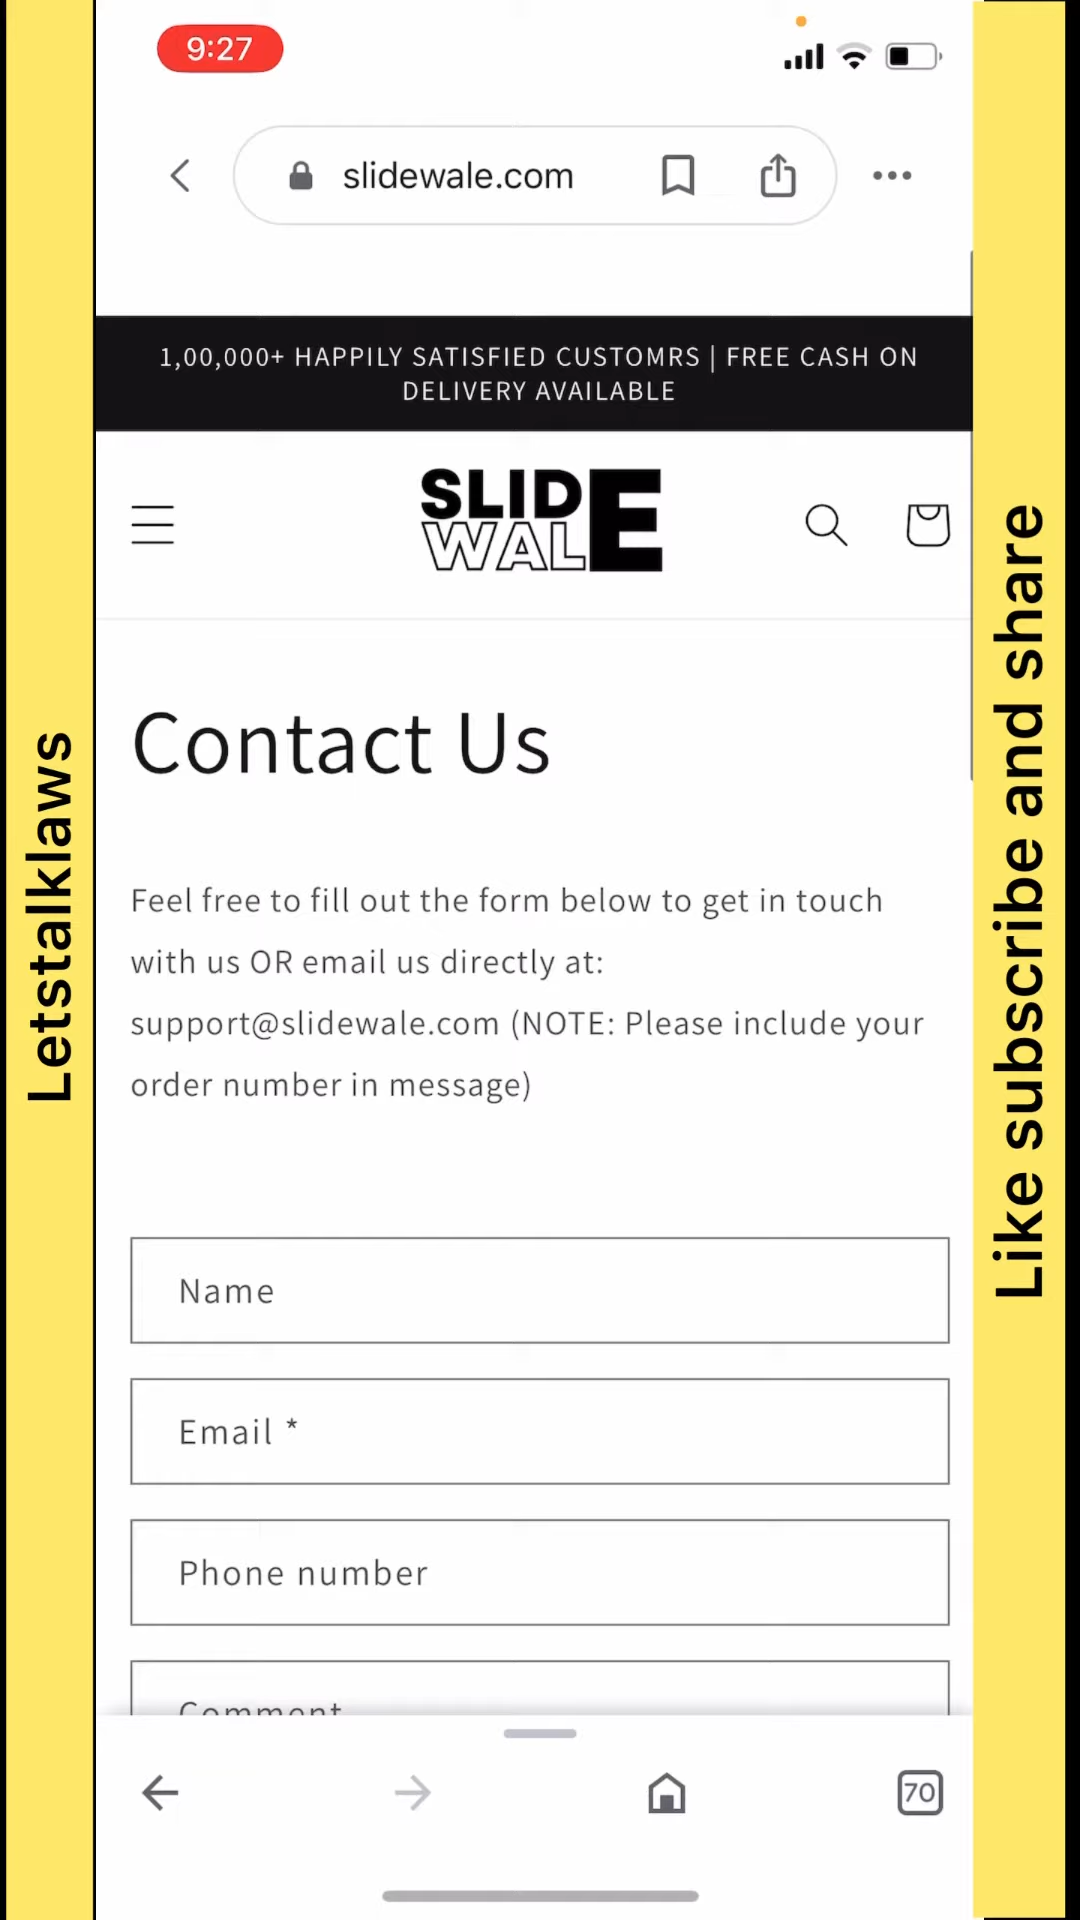 9:27
slidewale.com
1,00,000+ HAPPILY SATISFIED CUSTOMRS | FREE CASH ON
DELIVERY AVAILABLE
SLIDE
WALE
Contact Us
Feel free to fill out the form below to get in touch
with us OR email us directly at:
support@slidewale.com (NOTE: Please include your
order number in message)
Name
Email *
Phone number
Comment
70
Letstalklaws
Like subscribe and share